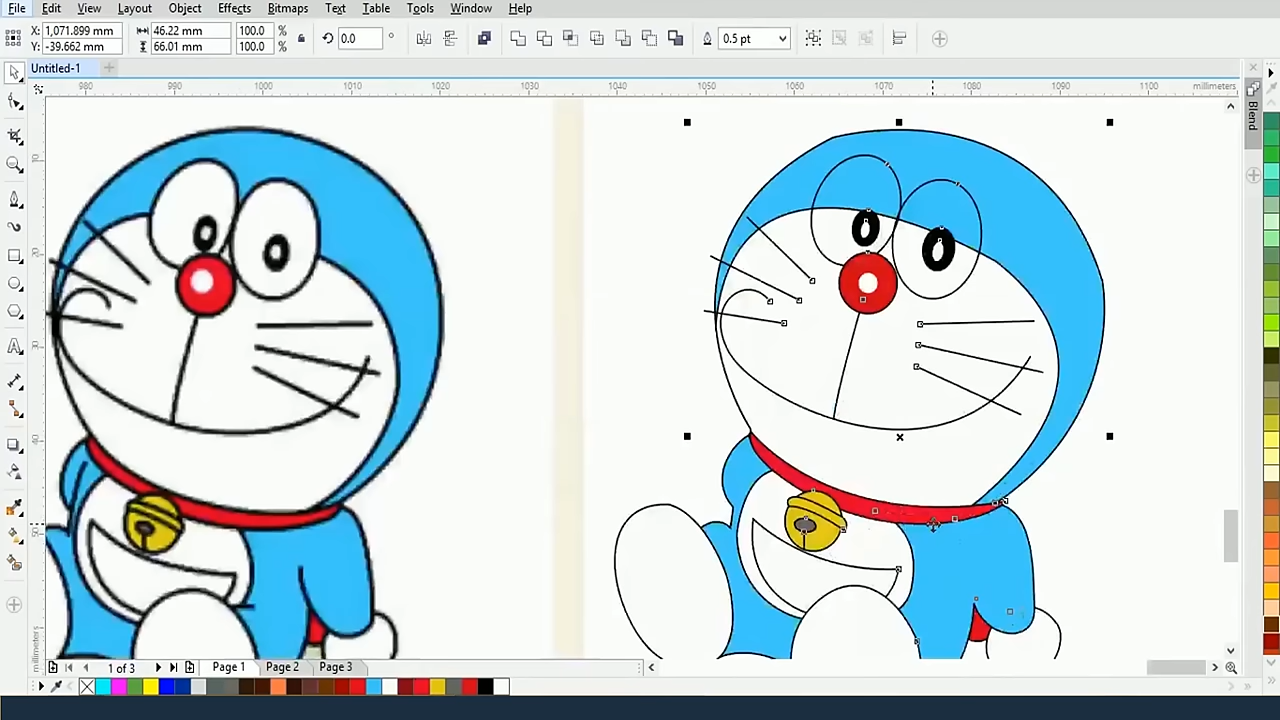 File Edit View Layout Object Effects Bitmaps Text Table Tools Window Help
X: 1,071.899 mm 46.22 mm 100.0 % 0.0 ° 0.5 pt
Y: -39.662 mm 66.01 mm 100.0 %
Untitled-1
980 990 1000 1010 1020 1030 1040 1050 1060 1070 1080 1090 1100 millimeters
Blend
millimeters
1 of 3 Page 1 Page 2 Page 3